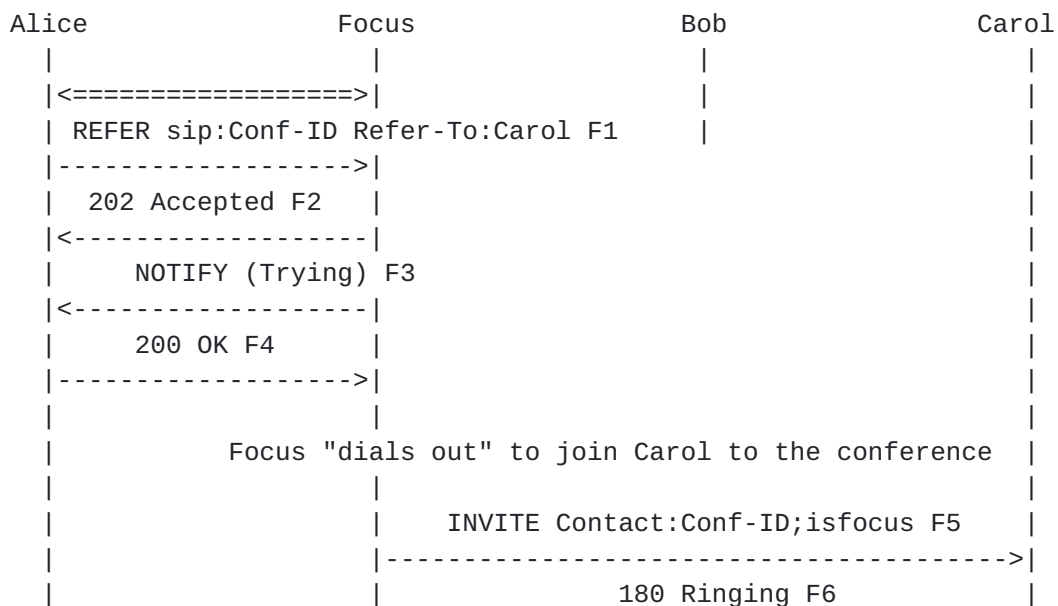 Alice                Focus               Bob               Carol
  |                    |                   |                   |
  |<==================>|                   |                   |
  | REFER sip:Conf-ID Refer-To:Carol F1     |                   |
  |------------------->|                                       |
  |  202 Accepted F2   |                                       |
  |<-------------------|                                       |
  |     NOTIFY (Trying) F3                                     |
  |<-------------------|                                       |
  |     200 OK F4      |                                       |
  |------------------->|                                       |
  |                    |                                       |
  |           Focus "dials out" to join Carol to the conference  |
  |                    |                                       |
  |                    |    INVITE Contact:Conf-ID;isfocus F5    |
  |                    |-------------------------------------->|
  |                    |              180 Ringing F6            |